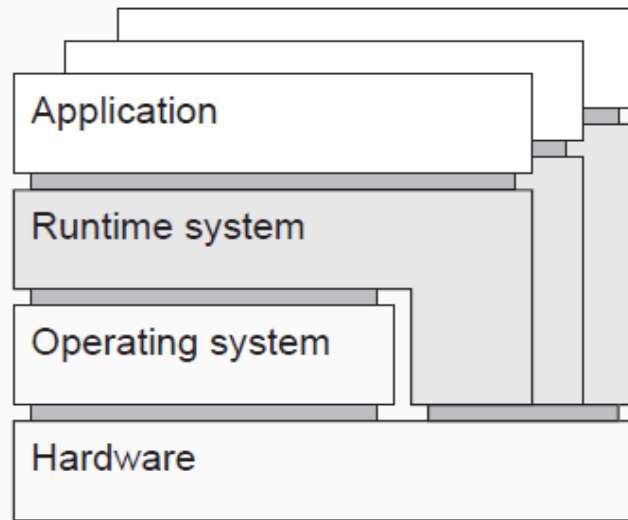 Application
Runtime system
Operating system
Hardware